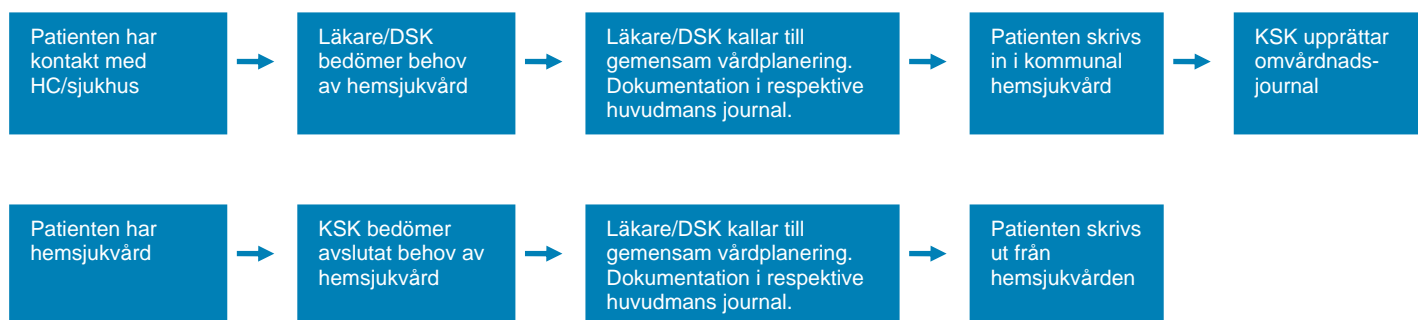 Patienten har
kontakt med
HC/sjukhus
Läkare/DSK
bedömer behov
av hemsjukvård
Läkare/DSK kallar till
gemensam vårdplanering.
Dokumentation i respektive
huvudmans journal.
Patienten skrivs
in i kommunal
hemsjukvård
KSK upprättar
omvårdnads-
journal
Patienten har
hemsjukvård
KSK bedömer
avslutat behov av
hemsjukvård
Läkare/DSK kallar till
gemensam vårdplanering.
Dokumentation i respektive
huvudmans journal.
Patienten skrivs
ut från
hemsjukvården